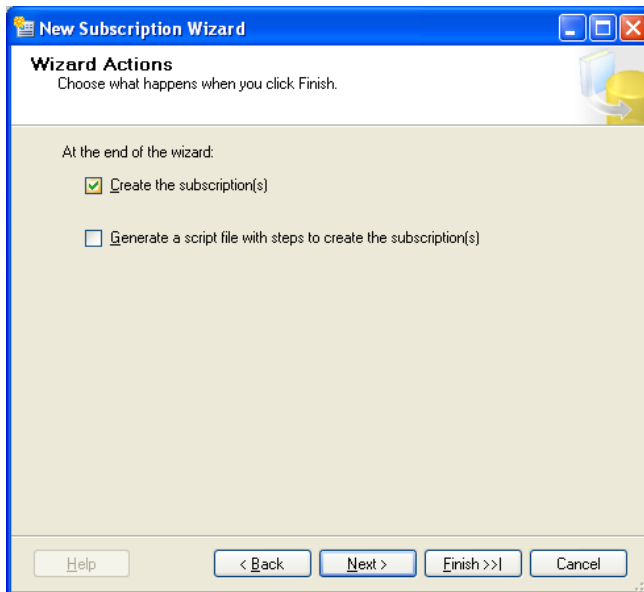 New Subscription Wizard
Wizard Actions
Choose what happens when you click Finish.
At the end of the wizard:
Create the subscription(s)
Generate a script file with steps to create the subscription(s)
Help
< Back
Next >
Finish >>|
Cancel